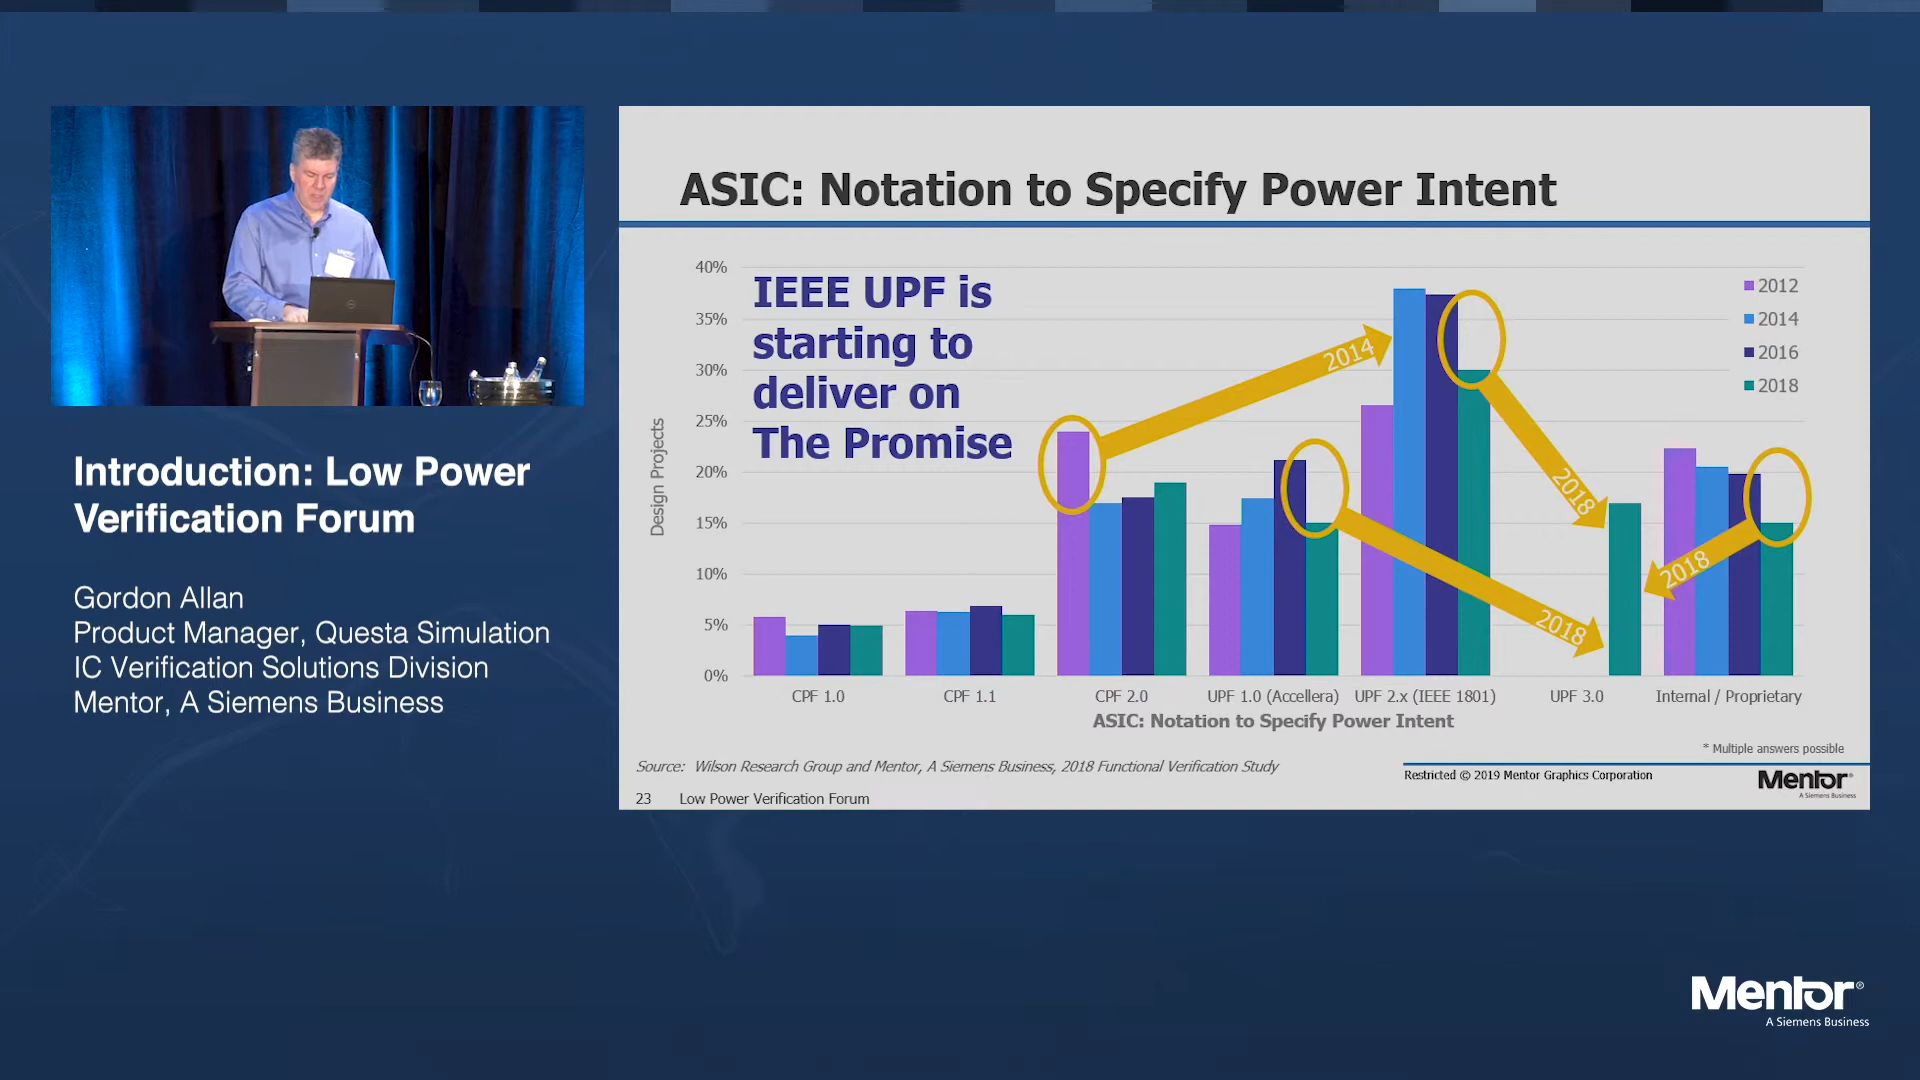 Introduction: Low Power
Verification Forum
Gordon Allan
Product Manager, Questa Simulation
IC Verification Solutions Division
Mentor, A Siemens Business
ASIC: Notation to Specify Power Intent
IEEE UPF is
starting to
deliver on
The Promise
40%
35%
30%
25%
20%
15%
10%
5%
0%
Design Projects
2012
2014
2016
2018
2014
2018
2018
2018
CPF 1.0
CPF 1.1
CPF 2.0
UPF 1.0 (Accellera)
UPF 2.x (IEEE 1801)
UPF 3.0
Internal / Proprietary
ASIC: Notation to Specify Power Intent
* Multiple answers possible
Source: Wilson Research Group and Mentor, A Siemens Business, 2018 Functional Verification Study
Restricted © 2019 Mentor Graphics Corporation
Mentor®
A Siemens Business
23 Low Power Verification Forum
Mentor®
A Siemens Business